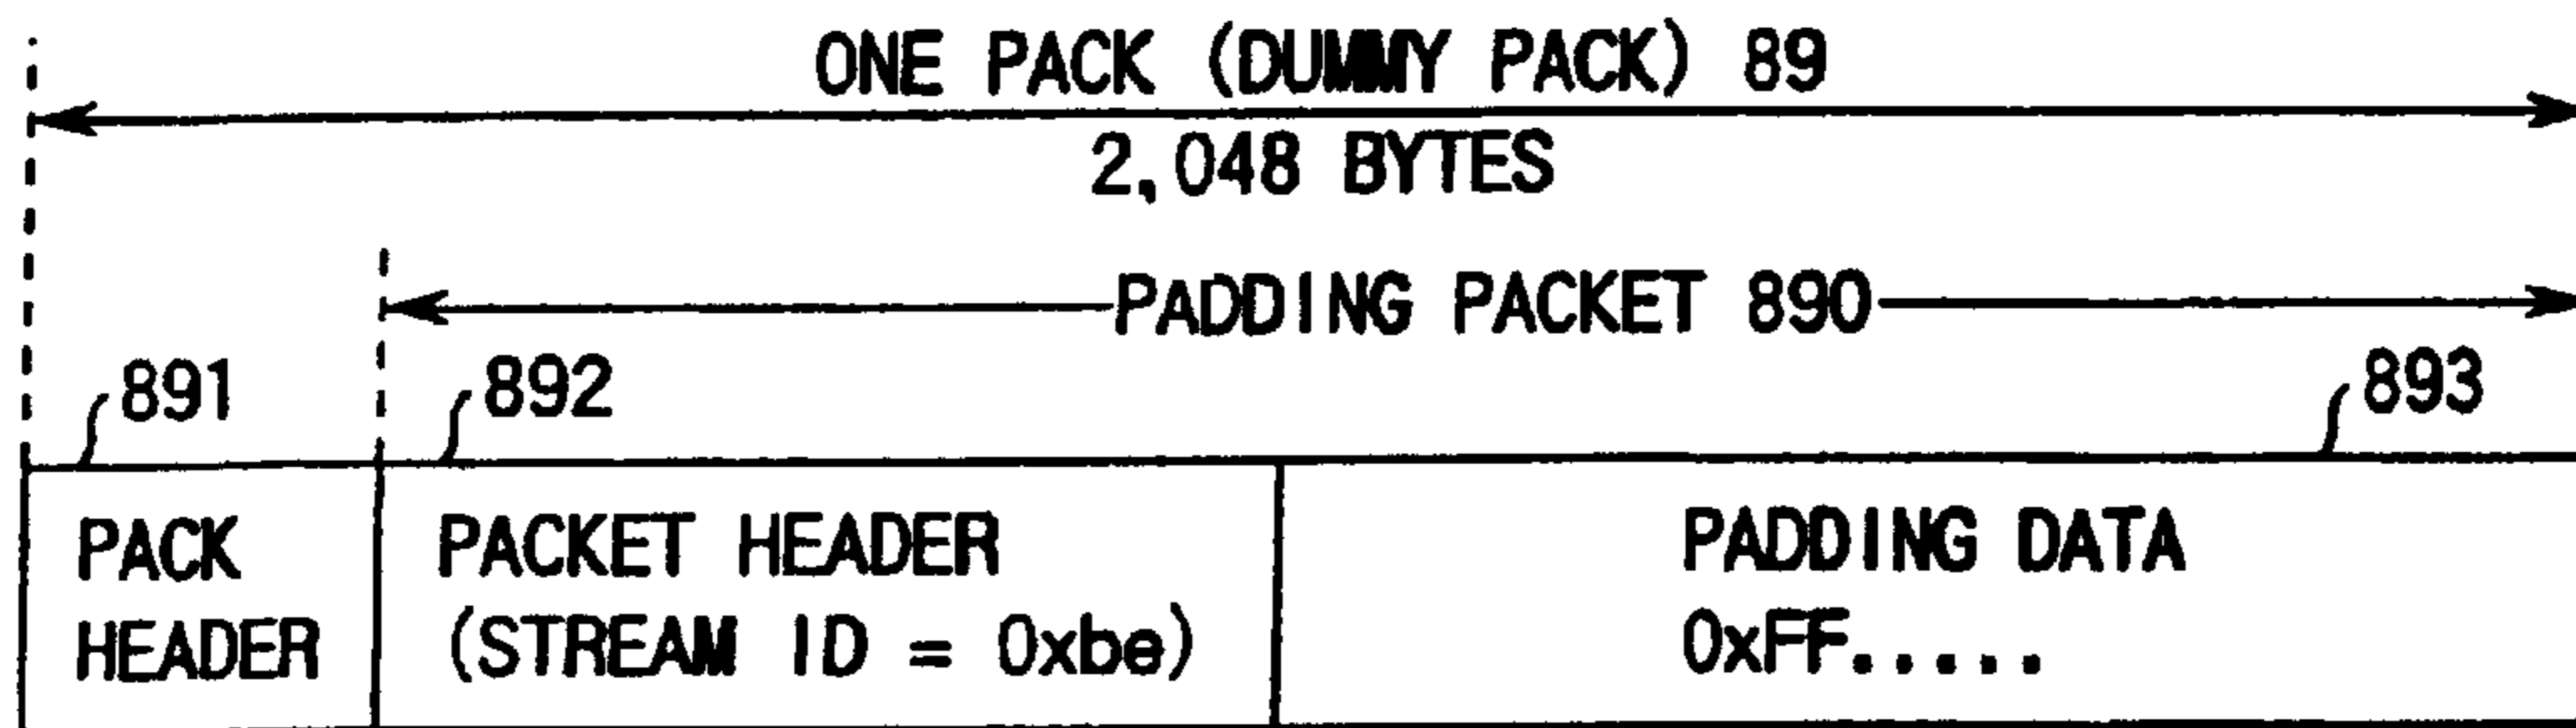 ONE PACK (DUMMY PACK) 89
2,048 BYTES
PADDING PACKET 890
891
892
893
PACK
HEADER
PACKET HEADER
(STREAM ID = 0xbe)
PADDING DATA
0xFF.....